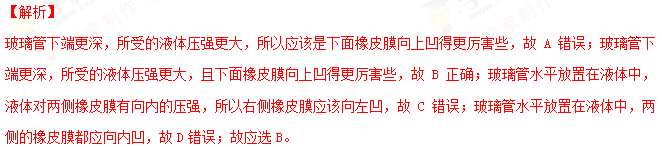 【解析】
玻璃管下端更深，所受的液体压强更大，所以应该是下面橡皮膜向上凹得更厉害些，故 A 错误；玻璃管下
端更深，所受的液体压强更大，且下面橡皮膜向上凹得更厉害些，故 B 正确；玻璃管水平放置在液体中，
液体对两侧橡皮膜有向内的压强，所以右侧橡皮膜应该向左凹，故 C 错误；玻璃管水平放置在液体中，两
侧的橡皮膜都应向内凹，故 D 错误；故应选 B。